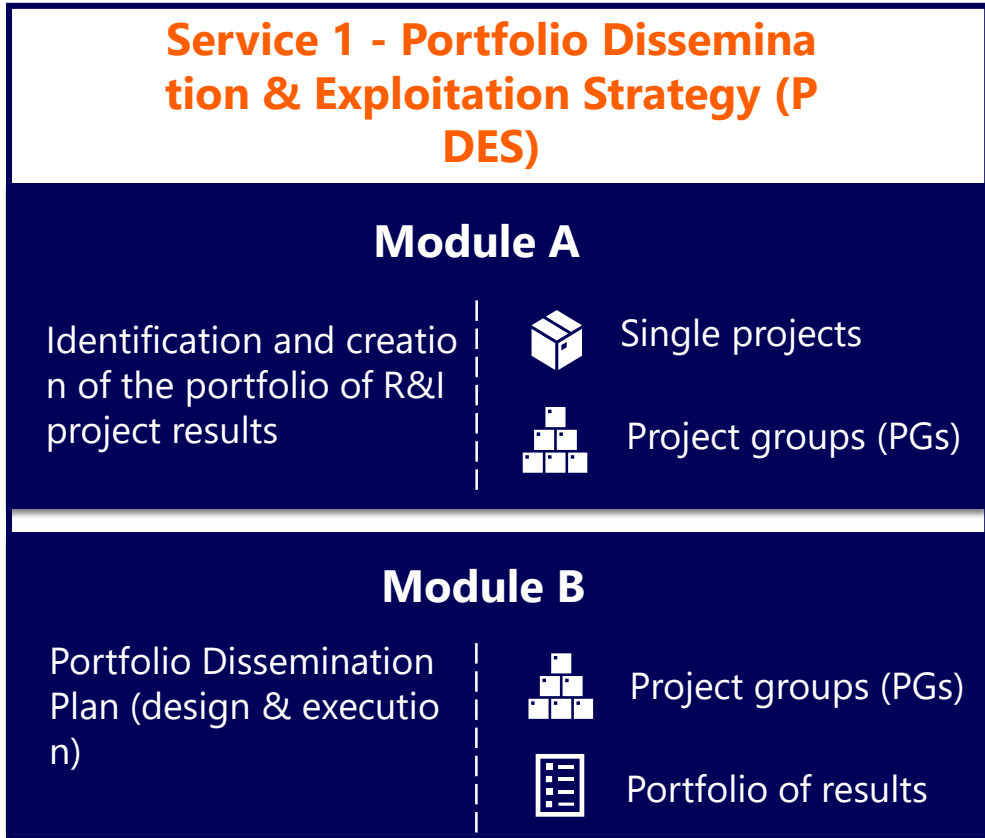 Service 1 - Portfolio Dissemina
tion & Exploitation Strategy (P
DES)
Module A
Identification and creatio
n of the portfolio of R&I
project results
Single projects
Project groups (PGs)
Module B
Portfolio Dissemination
Plan (design & executio
n)
Project groups (PGs)
Portfolio of results